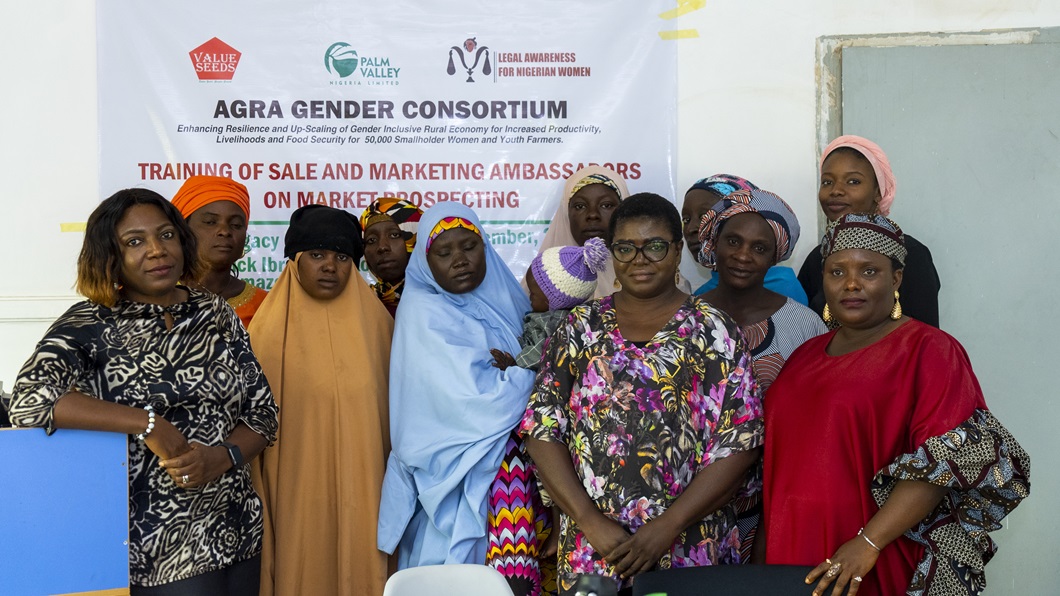 VALUE
SEEDS
PALM
VALLEY
NIGERIA LIMITED
LEGAL AWARENESS
FOR NIGERIAN WOMEN
AGRA GENDER CONSORTIUM
Enhancing Resilience and Up-Scaling of Gender Inclusive Rural Economy for Increased Productivity,
Livelihoods and Food Security for 50,000 Smallholder Women and Youth Farmers.
TRAINING OF SALE AND MARKETING AMBASSADORS
ON MARKET PROSPECTING